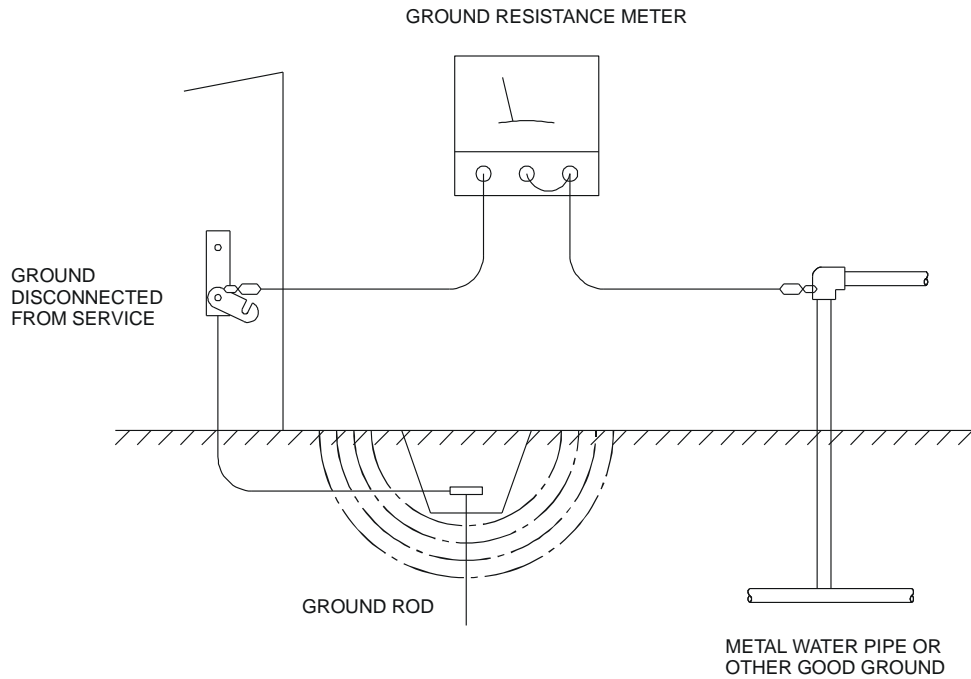 GROUND RESISTANCE METER
GROUND
DISCONNECTED
FROM SERVICE
GROUND ROD
METAL WATER PIPE OR
OTHER GOOD GROUND